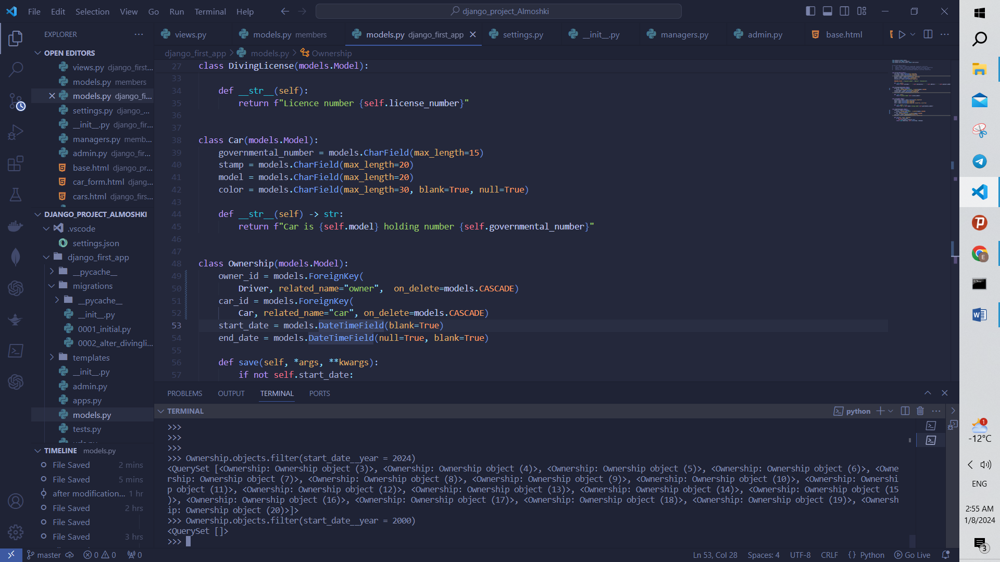 File Edit Selection View Go Run Terminal Help
django_project_Almoshki
EXPLORER
OPEN EDITORS
views.py django_first...
models.py members
models.py django_fi...
settings.py django_...
__init__.py django_fir...
managers.py memb...
admin.py django_fir...
base.html django_pr...
car_form.html djang...
cars.html django_firs...
DJANGO_PROJECT_ALMOSHKI
.vscode
settings.json
django_first_app
__pycache__
migrations
__pycache__
__init__.py
0001_initial.py
0002_alter_divingli...
templates
__init__.py
admin.py
apps.py
models.py
tests.py
urls.py
TIMELINE models.py
File Saved 2 mins
File Saved 5 mins
after modification... 1 hr
File Saved 2 hrs
File Saved
File Saved 3 hrs
views.py
models.py members
models.py django_first_app
settings.py
__init__.py
managers.py
admin.py
base.html
django_first_app > models.py > Ownership
27 class DivingLicense(models.Model):
33
34 def __str__(self):
35 return f"Licence number {self.license_number}"
36
37
38 class Car(models.Model):
39 governmental_number = models.CharField(max_length=15)
40 stamp = models.CharField(max_length=20)
41 model = models.CharField(max_length=20)
42 color = models.CharField(max_length=30, blank=True, null=True)
43
44 def __str__(self) -> str:
45 return f"Car is {self.model} holding number {self.governmental_number}"
46
47
48 class Ownership(models.Model):
49 owner_id = models.ForeignKey(
50 Driver, related_name="owner",  on_delete=models.CASCADE)
51 car_id = models.ForeignKey(
52 Car, related_name="car", on_delete=models.CASCADE)
53 start_date = models.DateTimeField(blank=True)
54 end_date = models.DateTimeField(null=True, blank=True)
55
56 def save(self, *args, **kwargs):
57 if not self.start_date:
PROBLEMS OUTPUT TERMINAL PORTS
TERMINAL
python
>>>
>>>
>>>
>>> Ownership.objects.filter(start_date__year = 2024)
<QuerySet [<Ownership: Ownership object (3)>, <Ownership: Ownership object (4)>, <Ownership: Ownership object (5)>, <Ownership: Ownership object (6)>, <Owne
rship: Ownership object (7)>, <Ownership: Ownership object (8)>, <Ownership: Ownership object (9)>, <Ownership: Ownership object (10)>, <Ownership: Ownershi
p object (11)>, <Ownership: Ownership object (12)>, <Ownership: Ownership object (13)>, <Ownership: Ownership object (14)>, <Ownership: Ownership object (15
)>, <Ownership: Ownership object (16)>, <Ownership: Ownership object (17)>, <Ownership: Ownership object (18)>, <Ownership: Ownership object (19)>, <Ownersh
ip: Ownership object (20)>]>
>>> Ownership.objects.filter(start_date__year = 2000)
<QuerySet []>
>>>
master 0 0 0
Ln 53, Col 28 Spaces: 4 UTF-8 CRLF {} Python Go Live
E
1
-12°C
ENG
2:55 AM
1/8/2024
3